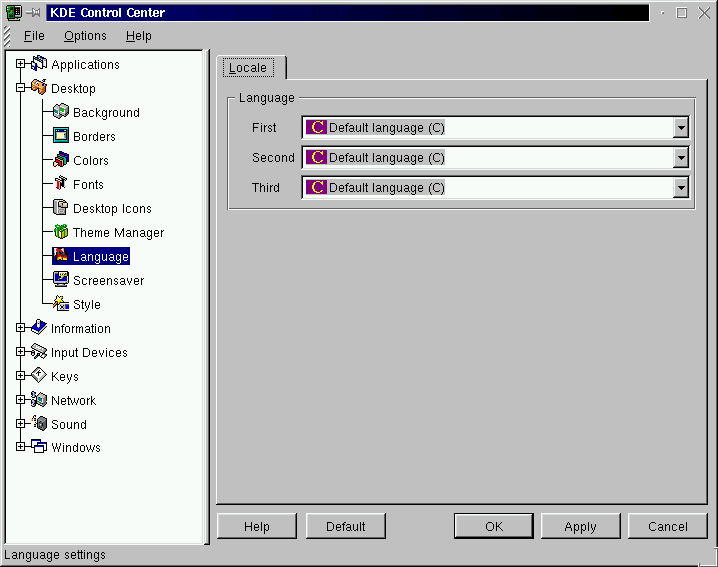 KDE Control Center
File Options Help
Applications
Desktop
Background
Borders
Colors
Fonts
Desktop Icons
Theme Manager
Language
Screensaver
Style
Information
Input Devices
Keys
Network
Sound
Windows
Locale
Language
First C Default language (C)
Second C Default language (C)
Third C Default language (C)
Help Default OK Apply Cancel
Language settings